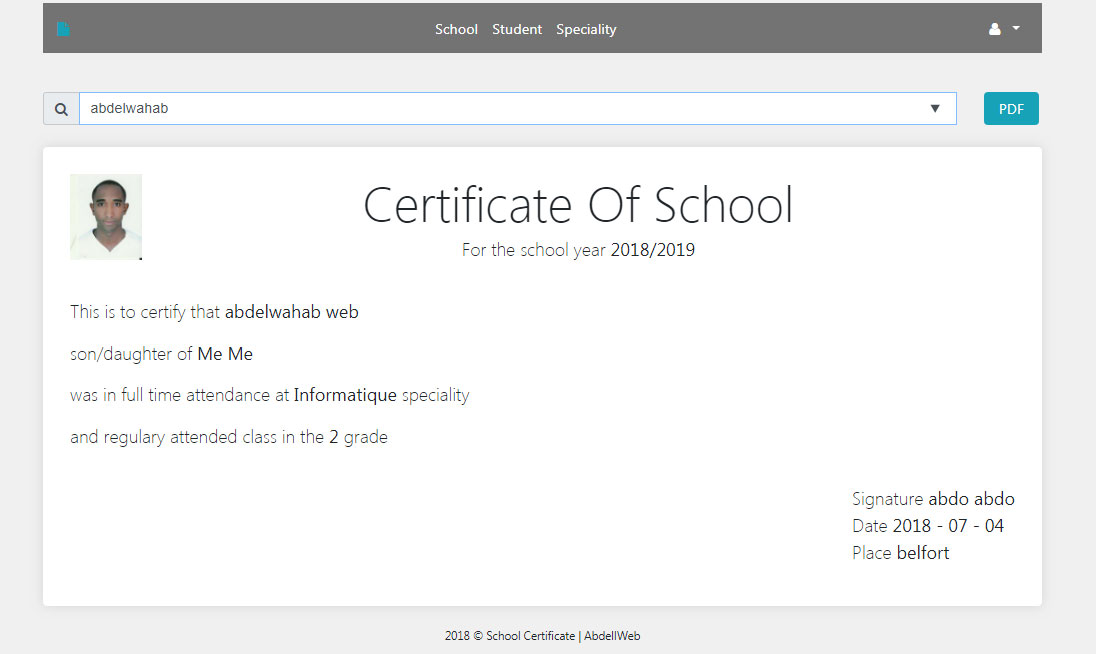 School Student Speciality
abdelwahab
PDF
Certificate Of School
For the school year 2018/2019
This is to certify that abdelwahab web
son/daughter of Me Me
was in full time attendance at Informatique speciality
and regulary attended class in the 2 grade
Signature abdo abdo
Date 2018 - 07 - 04
Place belfort
2018 © School Certificate | AbdellWeb